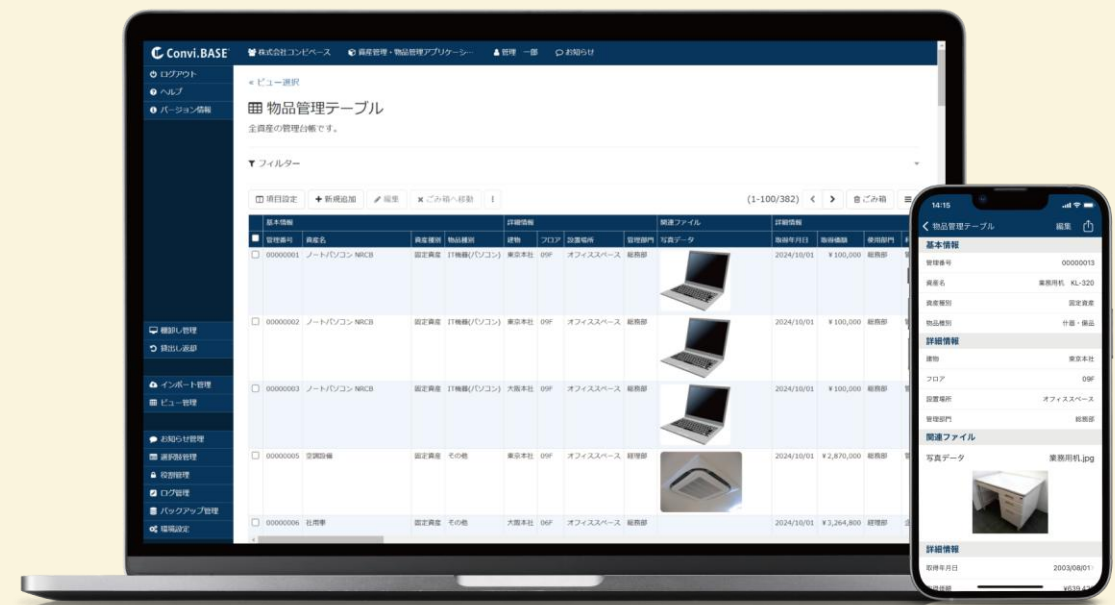 Convi.BASE
株式会社コンビベース 資産管理・物品管理アプリケーシ… 管理 一郎 お知らせ
ログアウト
ヘルプ
バージョン情報
棚卸し管理
貸出し返却
インポート管理
ビュー管理
お知らせ管理
選択肢管理
役割管理
ログ管理
バックアップ管理
環境設定
« ビュー選択
物品管理テーブル
全資産の管理台帳です。
フィルター
項目設定 新規追加 編集 ごみ箱へ移動 (1-100/382) ごみ箱
基本情報 詳細情報 関連ファイル 詳細情報
管理番号 資産名 資産種別 物品種別 建物 フロア 設置場所 管理部門 写真データ 取得年月日 取得価額 使用部門
00000001 ノートパソコン NRCB 固定資産 IT機器(パソコン) 東京本社 09F オフィススペース 総務部 2024/10/01 ¥100,000 総務部
00000002 ノートパソコン NRCB 固定資産 IT機器(パソコン) 東京本社 09F オフィススペース 総務部 2024/10/01 ¥100,000 総務部
00000003 ノートパソコン NRCB 固定資産 IT機器(パソコン) 大阪本社 09F オフィススペース 総務部 2024/10/01 ¥100,000 総務部
00000005 空調設備 固定資産 その他 東京本社 09F オフィススペース 経理部 2024/10/01 ¥2,870,000 総務部
00000006 社用車 固定資産 その他 大阪本社 06F オフィススペース 総務部 2024/10/01 ¥3,264,800 経理部
14:15
物品管理テーブル 編集
基本情報
管理番号 00000013
資産名 業務用机 KL-320
資産種別 固定資産
物品種別 什器・備品
詳細情報
建物 東京本社
フロア 09F
設置場所 オフィススペース
管理部門 総務部
関連ファイル
写真データ 業務用机.jpg
詳細情報
取得年月日 2003/08/01